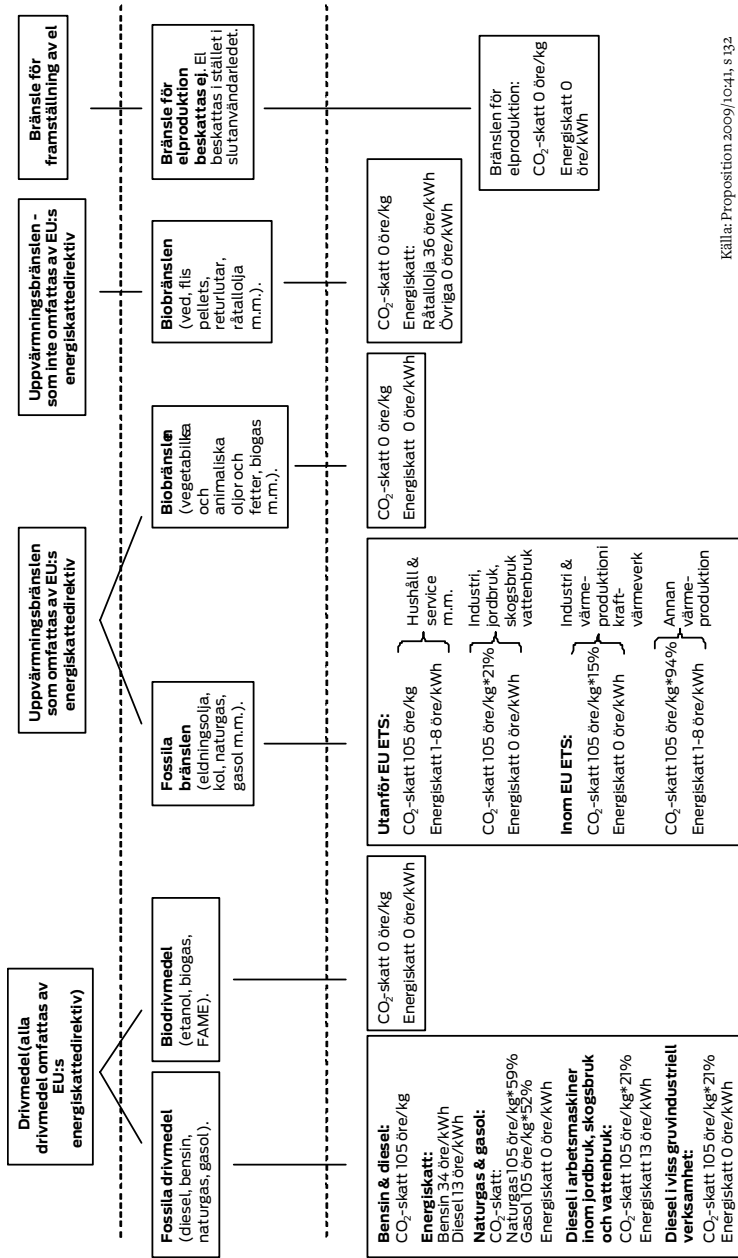 Drivmedel(alla
drivmedel omfattas av
EU:s
energiskattedirektiv)
Uppvärmningsbränslen
som omfattas av EU:s
energiskattedirektiv
Uppvärmningsbränslen -
som inte omfattas av EU:s
energiskattedirektiv
Bränsle för
framställning av el
Fossila drivmedel
(diesel, bensin,
naturgas, gasol).
Biodrivmedel
(etanol, biogas,
FAME).
Fossila
bränslen
(eldningsolja,
kol, naturgas,
gasol m.m.).
Biobränslen
(vegetabilka
och
animaliska
oljor och
fetter, biogas
m.m.).
Biobränslen
(ved, flis
pellets,
returlutar,
råtallolja
m.m.).
Bränsle för
elproduktion
beskattas ej. El
beskattas i stället i
slutanvändarledet.
Bensin & diesel:
CO₂-skatt 105 öre/kg
Energiskatt:
Bensin 34 öre/kWh
Diesel 13 öre/kWh
Naturgas & gasol:
CO₂-skatt:
Naturgas 105 öre/kg*59%
Gasol 105 öre/kg*52%
Energiskatt 0 öre/kWh
Diesel i arbetsmaskiner
inom jordbruk, skogsbruk
och vattenbruk:
CO₂-skatt 105 öre/kg*21%
Energiskatt 13 öre/kWh
Diesel i viss gruvindustriell
verksamhet:
CO₂-skatt 105 öre/kg*21%
Energiskatt 0 öre/kWh
CO₂-skatt 0 öre/kg
Energiskatt 0 öre/kWh
Utanför EU ETS:
CO₂-skatt 105 öre/kg
Energiskatt 1-8 öre/kWh
Hushåll &
service
m.m.
CO₂-skatt 105 öre/kg*21%
Energiskatt 0 öre/kWh
Industri,
jordbruk,
skogsbruk
vattenbruk
Inom EU ETS:
CO₂-skatt 105 öre/kg*15%
Energiskatt 0 öre/kWh
Industri &
värme-
produktioni
kraft-
värmeverk
CO₂-skatt 105 öre/kg*94%
Energiskatt 1-8 öre/kWh
Annan
värme-
produktion
CO₂-skatt 0 öre/kg
Energiskatt 0 öre/kWh
CO₂-skatt 0 öre/kg
Energiskatt:
Råtallolja 36 öre/kWh
Övriga 0 öre/kWh
Bränslen för
elproduktion:
CO₂-skatt 0 öre/kg
Energiskatt 0
öre/kWh
Källa: Proposition 2009/10:41, s 132